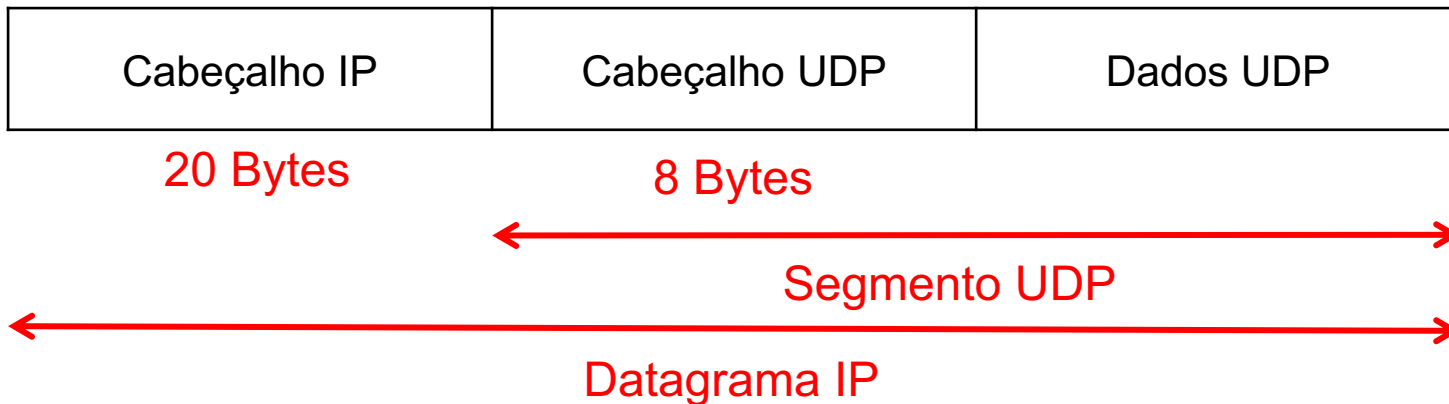 Cabeçalho IP
Cabeçalho UDP
Dados UDP
20 Bytes
8 Bytes
Segmento UDP
Datagrama IP